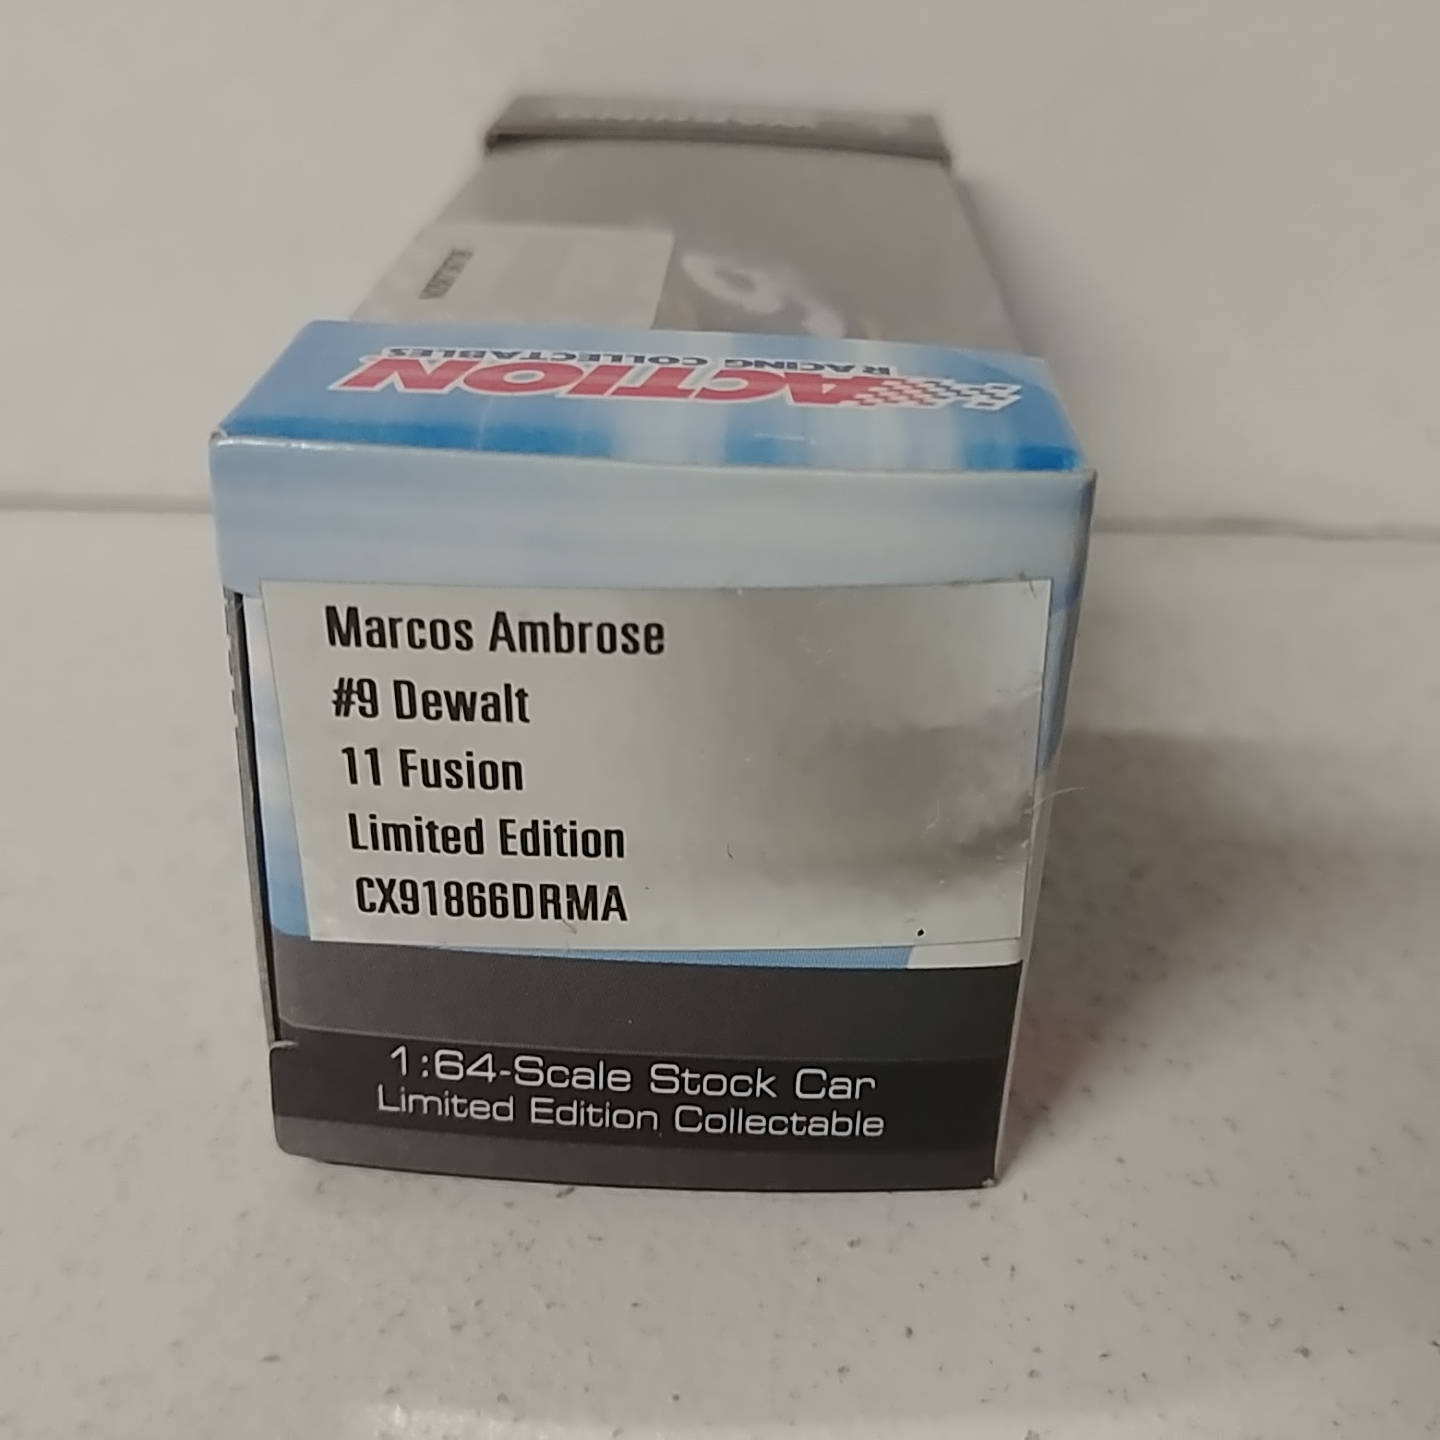 ACTION
RACING COLLECTABLES
Marcos Ambrose
#9 Dewalt
11 Fusion
Limited Edition
CX91866DRMA
1:64-Scale Stock Car
Limited Edition Collectable